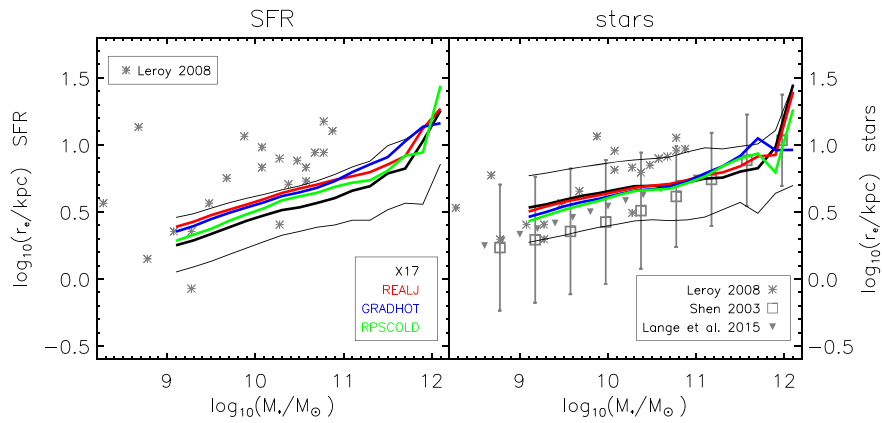 SFR
stars
Leroy 2008
X17
REALJ
GRADHOT
RPSCOLD
Leroy 2008
Shen 2003
Lange et al. 2015
1.5
1.0
0.5
0.0
−0.5
1.5
1.0
0.5
0.0
−0.5
9
10
11
12
9
10
11
12
log₁₀(M*/M☉)
log₁₀(M*/M☉)
log₁₀(rₑ/kpc) SFR
log₁₀(rₑ/kpc) stars